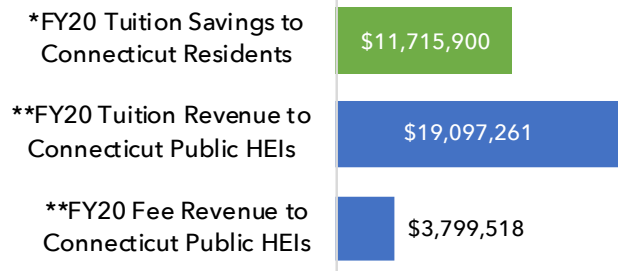 *FY20 Tuition Savings to
Connecticut Residents
$11,715,900
**FY20 Tuition Revenue to
Connecticut Public HEIs
$19,097,261
**FY20 Fee Revenue to
Connecticut Public HEIs
$3,799,518